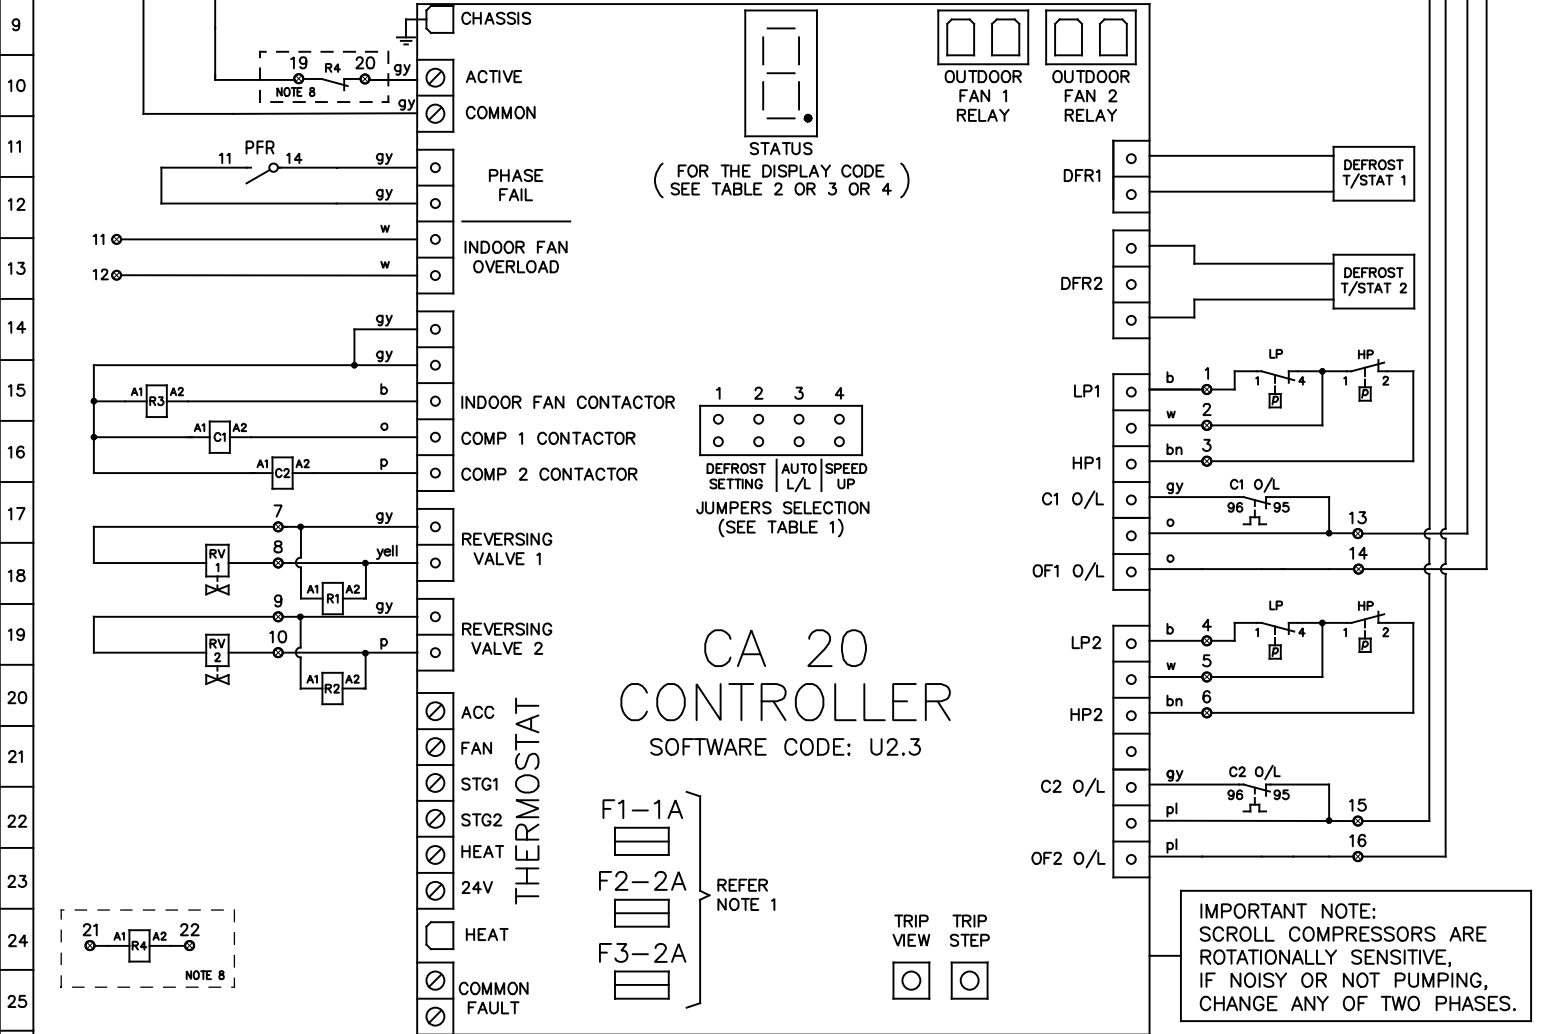 9
10
11
12
13
14
15
16
17
18
19
20
21
22
23
24
25
CHASSIS
19 R4 20 gy
NOTE 8
ACTIVE
gy
COMMON
PFR
11 14 gy
gy
PHASE
FAIL
11 w
12 w
INDOOR FAN
OVERLOAD
gy
gy
A1 R3 A2 b
INDOOR FAN CONTACTOR
A1 C1 A2 o
COMP 1 CONTACTOR
A1 C2 A2 p
COMP 2 CONTACTOR
7 gy
RV
1
8 yell
A1 R1 A2
REVERSING
VALVE 1
9 gy
RV
2
10 p
A1 R2 A2
REVERSING
VALVE 2
ACC
FAN
STG1
STG2
HEAT
24V
THERMOSTAT
HEAT
COMMON
FAULT
21 A1 R4 A2 22
NOTE 8
STATUS
(FOR THE DISPLAY CODE
SEE TABLE 2 OR 3 OR 4)
OUTDOOR
FAN 1
RELAY
OUTDOOR
FAN 2
RELAY
1 2 3 4
DEFROST
SETTING
AUTO
L/L
SPEED
UP
JUMPERS SELECTION
(SEE TABLE 1)
CA 20
CONTROLLER
SOFTWARE CODE: U2.3
F1-1A
F2-2A
F3-2A
REFER
NOTE 1
TRIP
VIEW
TRIP
STEP
DFR1
DEFROST
T/STAT 1
DFR2
DEFROST
T/STAT 2
LP1
b 1
LP
1 4
P
HP
1 2
P
w 2
HP1
bn 3
C1 O/L
gy
C1 O/L
96 95
o 13
OF1 O/L
o 14
LP2
b 4
LP
1 4
P
HP
1 2
P
w 5
HP2
bn 6
C2 O/L
gy
C2 O/L
96 95
pl 15
OF2 O/L
pl 16
IMPORTANT NOTE:
SCROLL COMPRESSORS ARE
ROTATIONALLY SENSITIVE,
IF NOISY OR NOT PUMPING,
CHANGE ANY OF TWO PHASES.